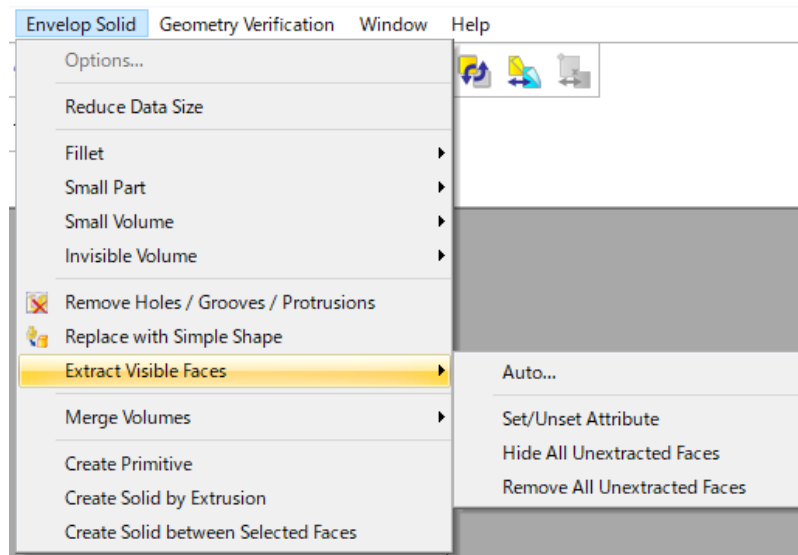 Envelop Solid Geometry Verification Window Help
Options...
Reduce Data Size
Fillet
Small Part
Small Volume
Invisible Volume
Remove Holes / Grooves / Protrusions
Replace with Simple Shape
Extract Visible Faces
Auto...
Merge Volumes
Set/Unset Attribute
Hide All Unextracted Faces
Create Primitive
Remove All Unextracted Faces
Create Solid by Extrusion
Create Solid between Selected Faces